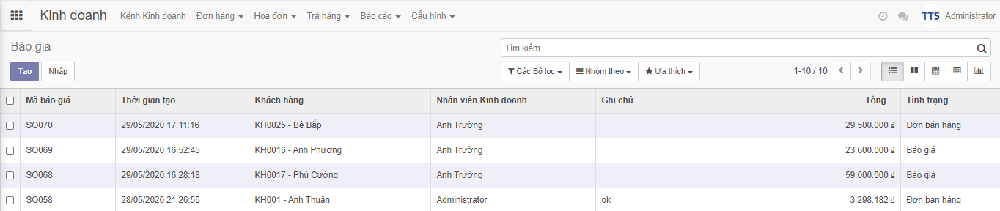 Kinh doanh Kênh Kinh doanh Đơn hàng Hoá đơn Trả hàng Báo cáo Cấu hình TTS Administrator
Báo giá Tìm kiếm...
Tạo Nhập Các Bộ lọc Nhóm theo Ưa thích 1-10 / 10
Mã báo giá Thời gian tạo Khách hàng Nhân viên Kinh doanh Ghi chú Tổng Tình trạng
SO070 29/05/2020 17:11:16 KH0025 - Bé Bắp Anh Trường 29.500.000 ₫ Đơn bán hàng
SO069 29/05/2020 16:52:45 KH0016 - Anh Phương Anh Trường 23.600.000 ₫ Báo giá
SO068 29/05/2020 16:28:18 KH0017 - Phú Cường Anh Trường 59.000.000 ₫ Báo giá
SO058 28/05/2020 21:26:56 KH001 - Anh Thuận Administrator ok 3.298.182 ₫ Đơn bán hàng